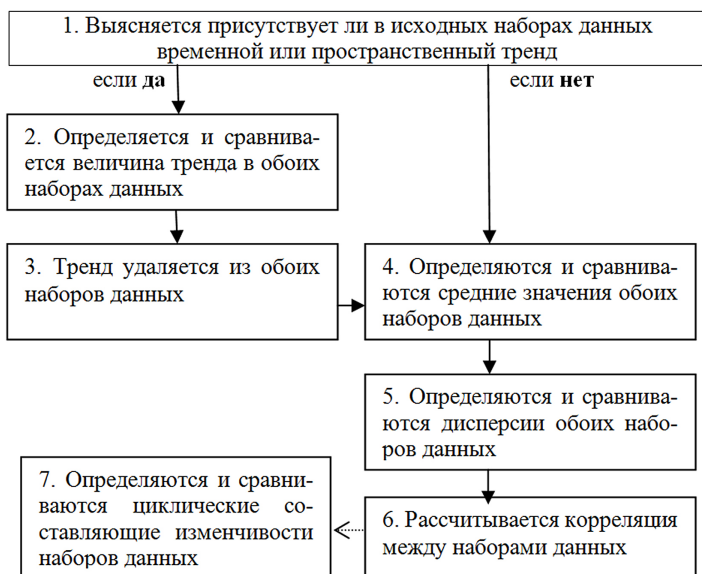 1. Выясняется присутствует ли в исходных наборах данных
временной или пространственный тренд
если да
если нет
2. Определяется и сравнива-
ется величина тренда в обоих
наборах данных
3. Тренд удаляется из обоих
наборов данных
4. Определяются и сравнива-
ются средние значения обоих
наборов данных
5. Определяются и сравнива-
ются дисперсии обоих набо-
ров данных
6. Рассчитывается корреляция
между наборами данных
7. Определяются и сравни-
ваются циклические со-
ставляющие изменчивости
наборов данных